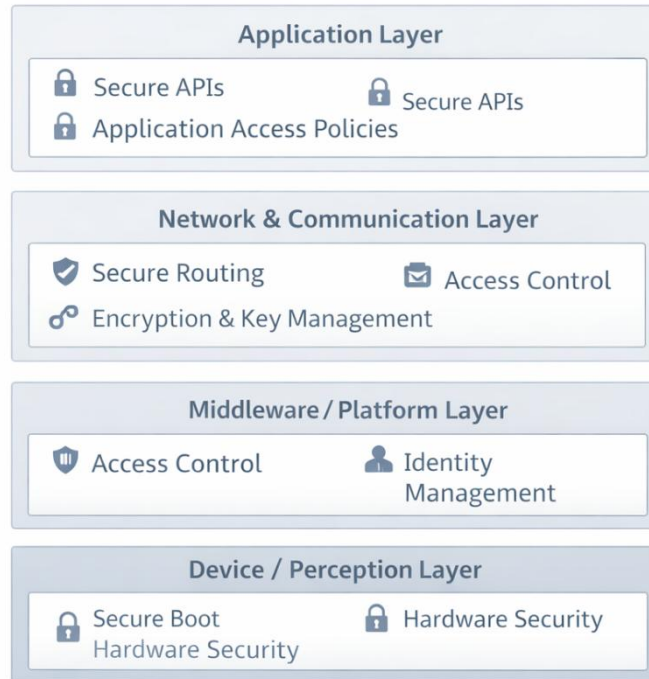 Application Layer
Secure APIs
Secure APIs
Application Access Policies
Network & Communication Layer
Secure Routing
Access Control
Encryption & Key Management
Middleware / Platform Layer
Access Control
Identity
Management
Device / Perception Layer
Secure Boot
Hardware Security
Hardware Security